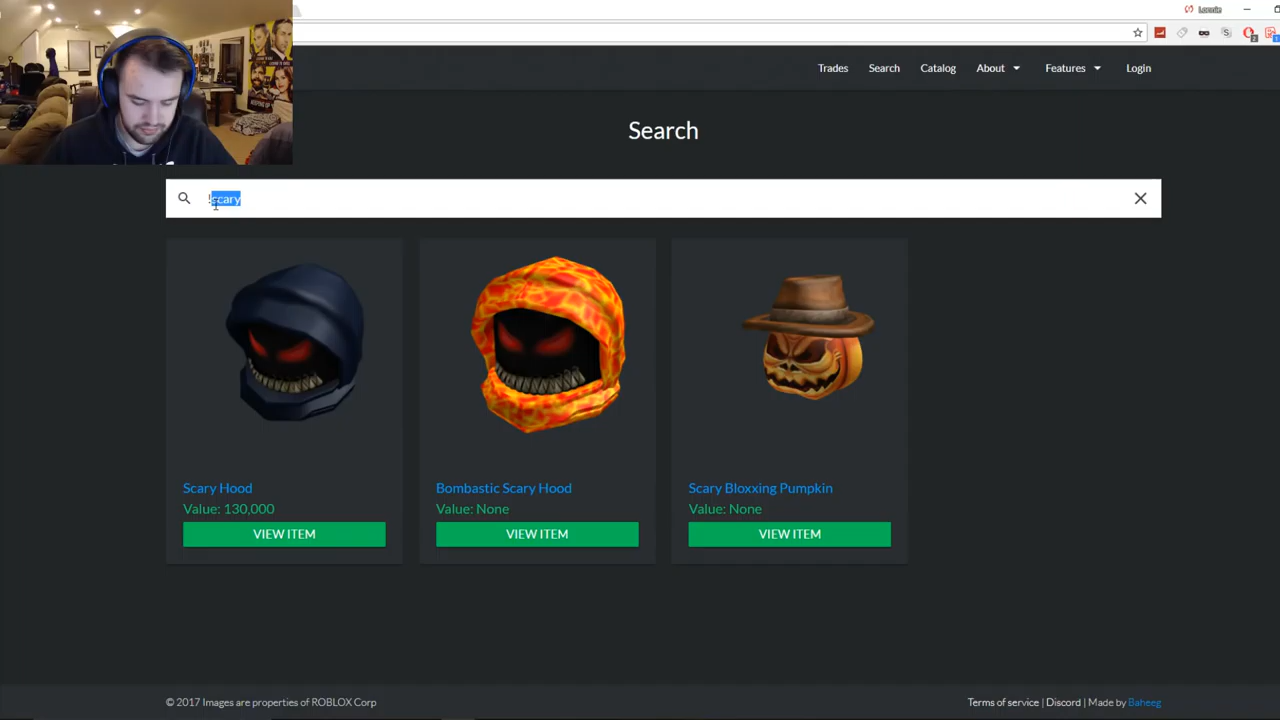 Lonnie
Trades Search Catalog About Features Login
Search
!scary
Scary Hood
Value: 130,000
VIEW ITEM
Bombastic Scary Hood
Value: None
VIEW ITEM
Scary Bloxxing Pumpkin
Value: None
VIEW ITEM
© 2017 Images are properties of ROBLOX Corp
Terms of service | Discord | Made by Baheeg